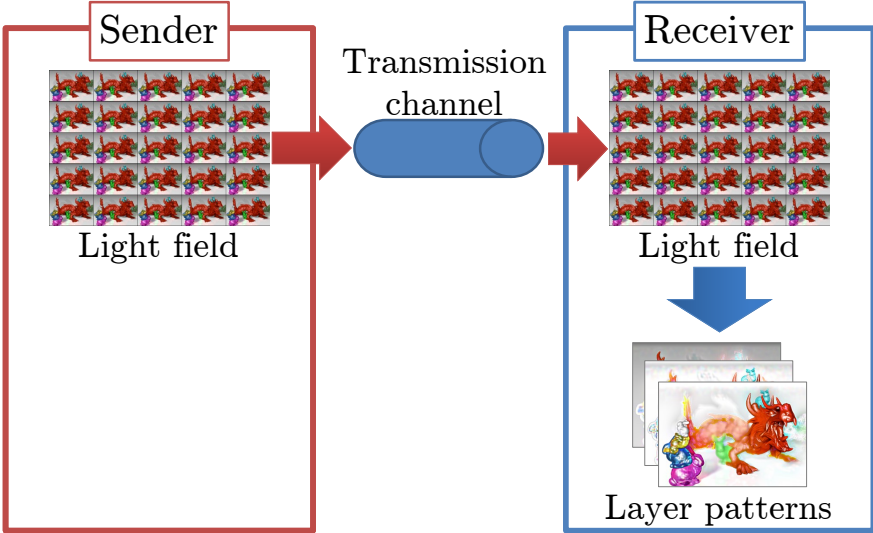 Sender
Receiver
Transmission
channel
Light field
Light field
Layer patterns